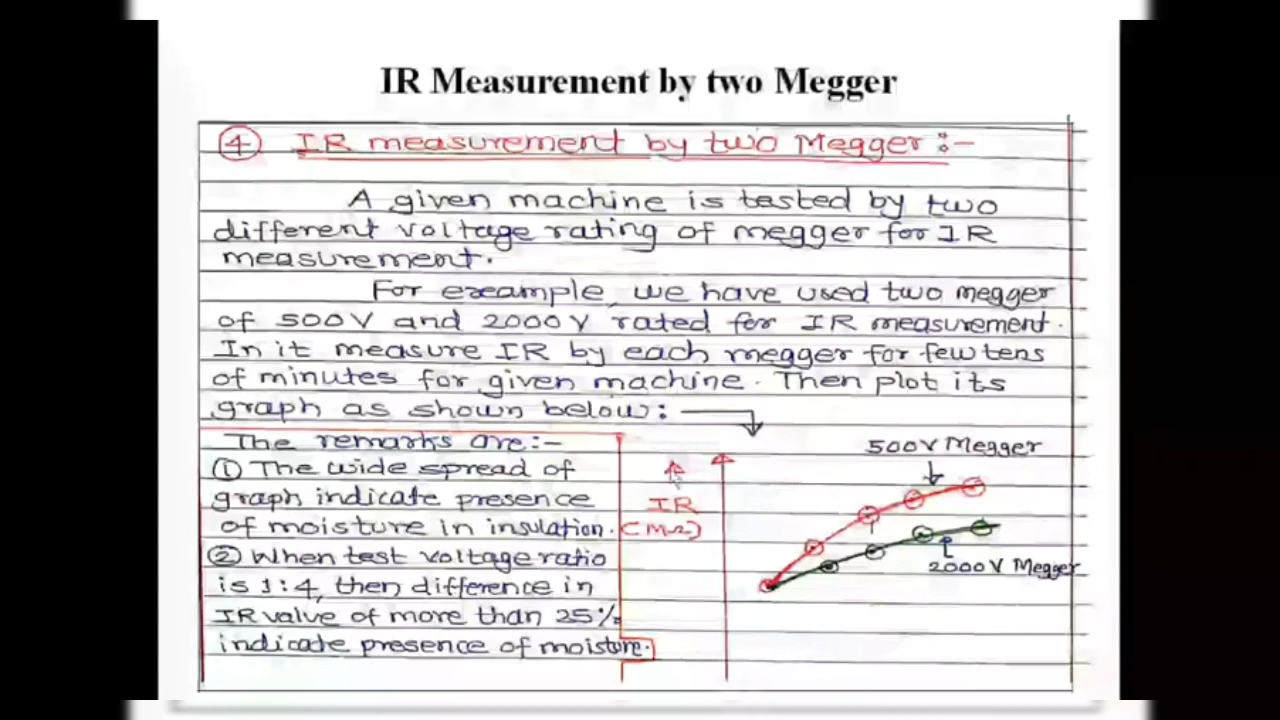 IR Measurement by two Megger
④ IR measurement by two Megger :-
A given machine is tested by two
different voltage rating of megger for IR
measurement.
For example, we have used two megger
of 500V and 2000V rated for IR measurement.
In it measure IR by each megger for few tens
of minutes for given machine. Then plot its
graph as shown below:
The remarks are:-
① The wide spread of
graph indicate presence
of moisture in insulation.
② When test voltage ratio
is 1:4, then difference in
IR value of more than 25%
indicate presence of moisture.
500V Megger
IR
(MΩ)
2000V Megger